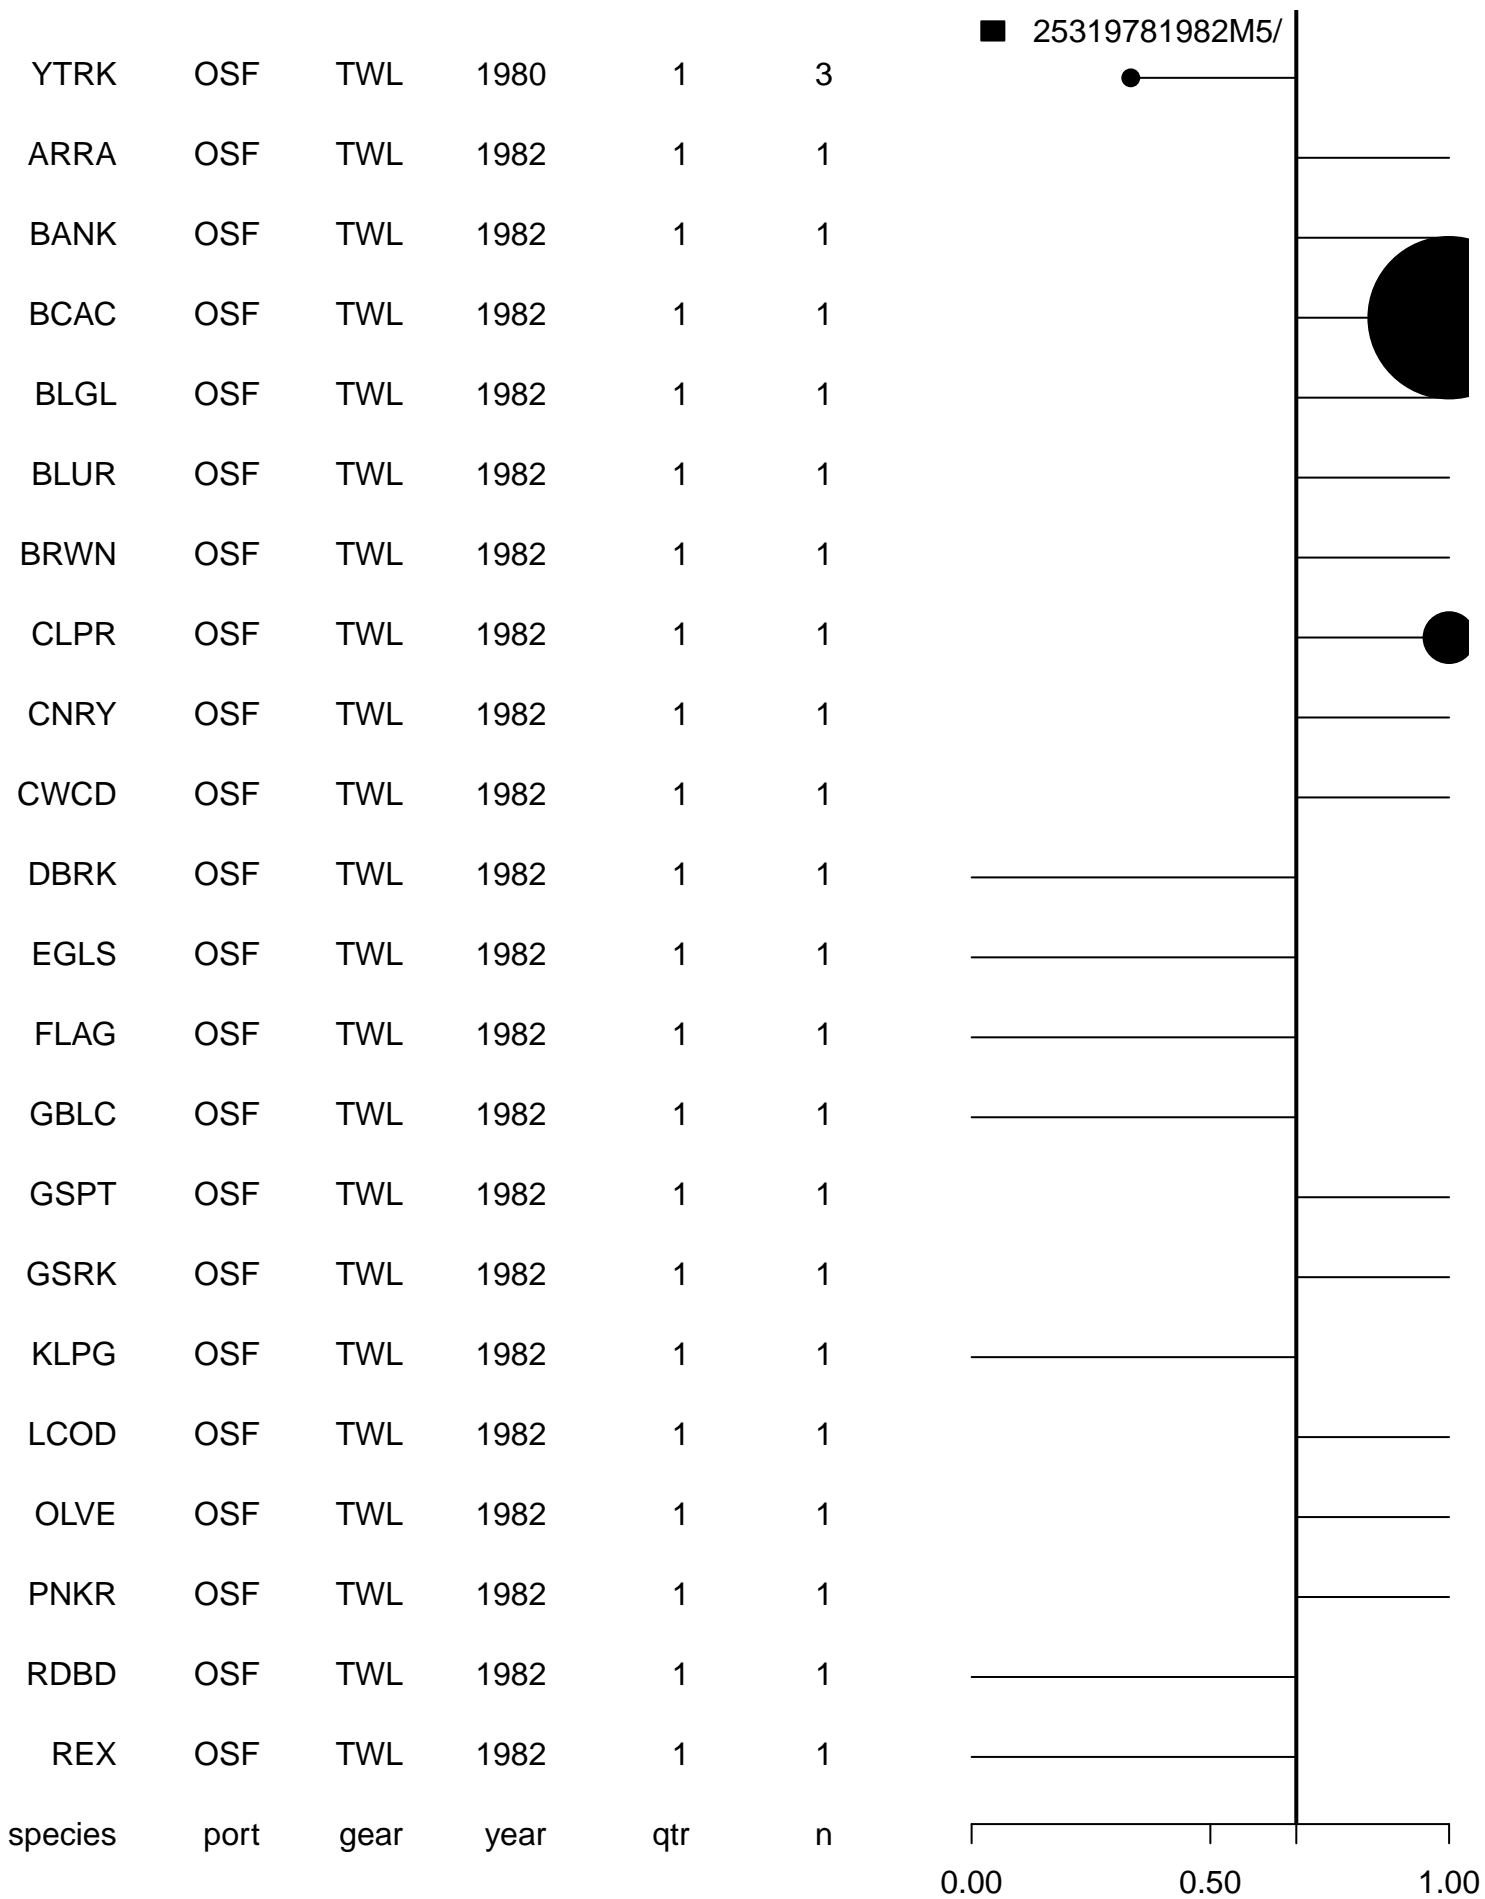 25319781982M5/
YTRK OSF TWL 1980 1 3
ARRA OSF TWL 1982 1 1
BANK OSF TWL 1982 1 1
BCAC OSF TWL 1982 1 1
BLGL OSF TWL 1982 1 1
BLUR OSF TWL 1982 1 1
BRWN OSF TWL 1982 1 1
CLPR OSF TWL 1982 1 1
CNRY OSF TWL 1982 1 1
CWCD OSF TWL 1982 1 1
DBRK OSF TWL 1982 1 1
EGLS OSF TWL 1982 1 1
FLAG OSF TWL 1982 1 1
GBLC OSF TWL 1982 1 1
GSPT OSF TWL 1982 1 1
GSRK OSF TWL 1982 1 1
KLPG OSF TWL 1982 1 1
LCOD OSF TWL 1982 1 1
OLVE OSF TWL 1982 1 1
PNKR OSF TWL 1982 1 1
RDBD OSF TWL 1982 1 1
REX OSF TWL 1982 1 1
species port gear year qtr n
0.00 0.50 1.00